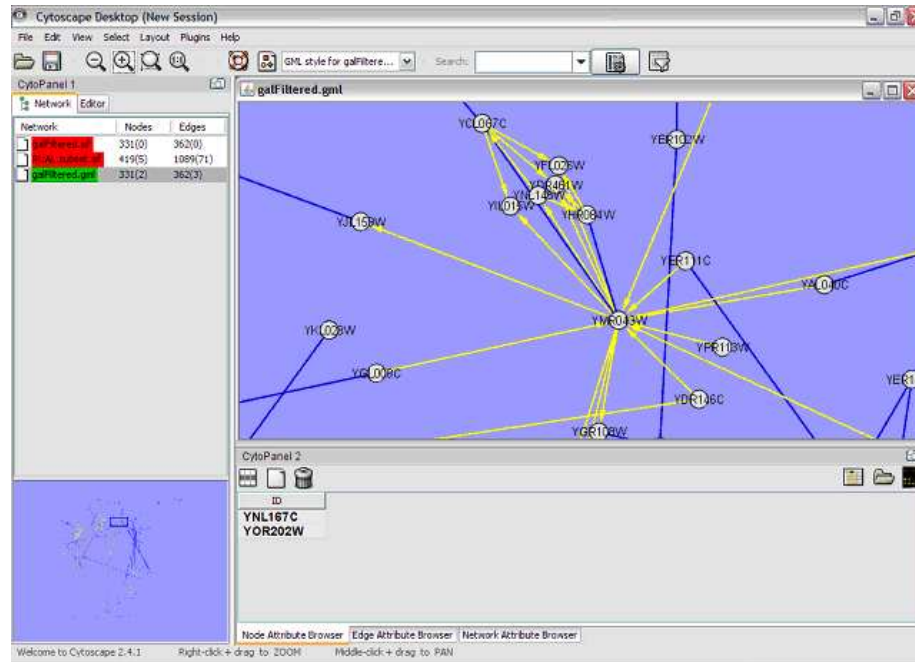 Cytoscape Desktop (New Session)
File Edit View Select Layout Plugins Help
GML style for galFiltere... Search:
CytoPanel 1
Network Editor
Network Nodes Edges
galFiltered.sif 331(0) 362(0)
419(5) 1089(71)
galFiltered.gml 331(2) 362(3)
galFiltered.gml
YCL067C
YER102W
YFL026W
YDR461W
YNL145W
YIL015W
YHR084W
YJL159W
YER111C
YAL040C
YKL028W
YMR043W
YPR113W
YGL008C
YER1
YDR146C
YGR108W
CytoPanel 2
ID
YNL167C
YOR202W
Node Attribute Browser Edge Attribute Browser Network Attribute Browser
Welcome to Cytoscape 2.4.1 Right-click + drag to ZOOM Middle-click + drag to PAN